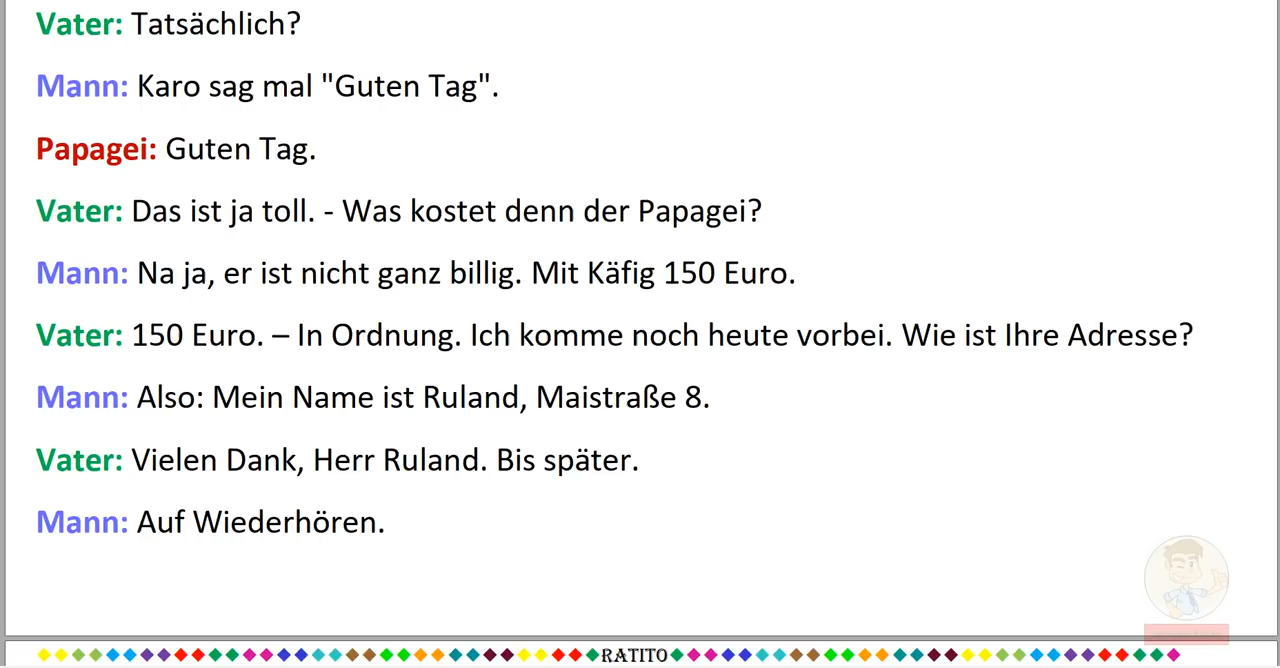 Vater: Tatsächlich?
Mann: Karo sag mal "Guten Tag".
Papagei: Guten Tag.
Vater: Das ist ja toll. - Was kostet denn der Papagei?
Mann: Na ja, er ist nicht ganz billig. Mit Käfig 150 Euro.
Vater: 150 Euro. – In Ordnung. Ich komme noch heute vorbei. Wie ist Ihre Adresse?
Mann: Also: Mein Name ist Ruland, Maistraße 8.
Vater: Vielen Dank, Herr Ruland. Bis später.
Mann: Auf Wiederhören.
RATITO